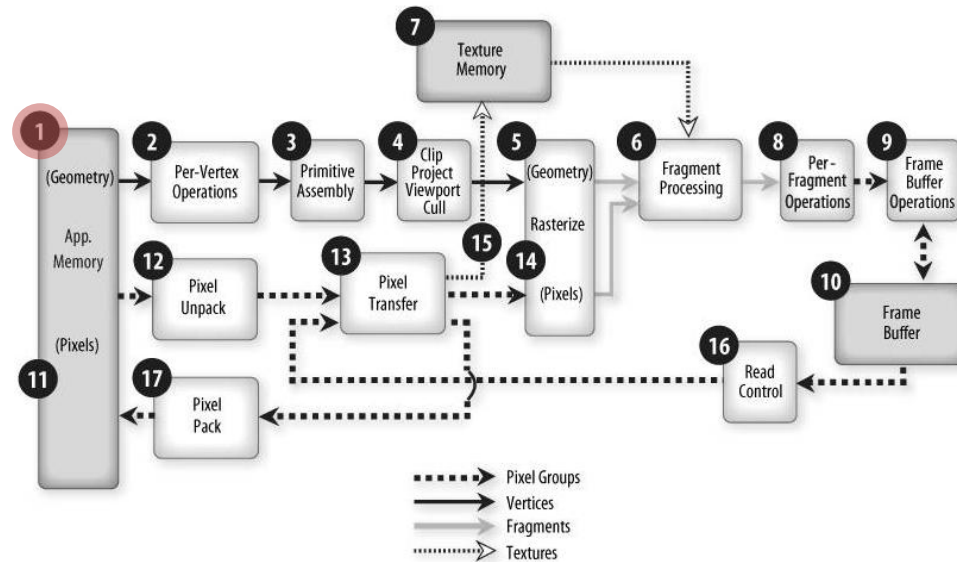 7
Texture
Memory
1
2
3
4
5
6
8
9
(Geometry)
Per-Vertex
Operations
Primitive
Assembly
Clip
Project
Viewport
Cull
(Geometry)
Fragment
Processing
Per-
Fragment
Operations
Frame
Buffer
Operations
App.
Memory
Rasterize
15
12
13
14
10
Pixel
Unpack
Pixel
Transfer
(Pixels)
Frame
Buffer
(Pixels)
11
17
16
Pixel
Pack
Read
Control
Pixel Groups
Vertices
Fragments
Textures